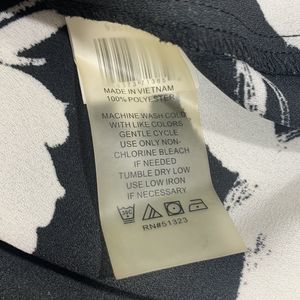 MADE IN VIETNAM
100% POLYESTER
MACHINE WASH COLD
WITH LIKE COLORS
GENTLE CYCLE
USE ONLY NON-
CHLORINE BLEACH
IF NEEDED
TUMBLE DRY LOW
USE LOW IRON
IF NECESSARY
RN#51323